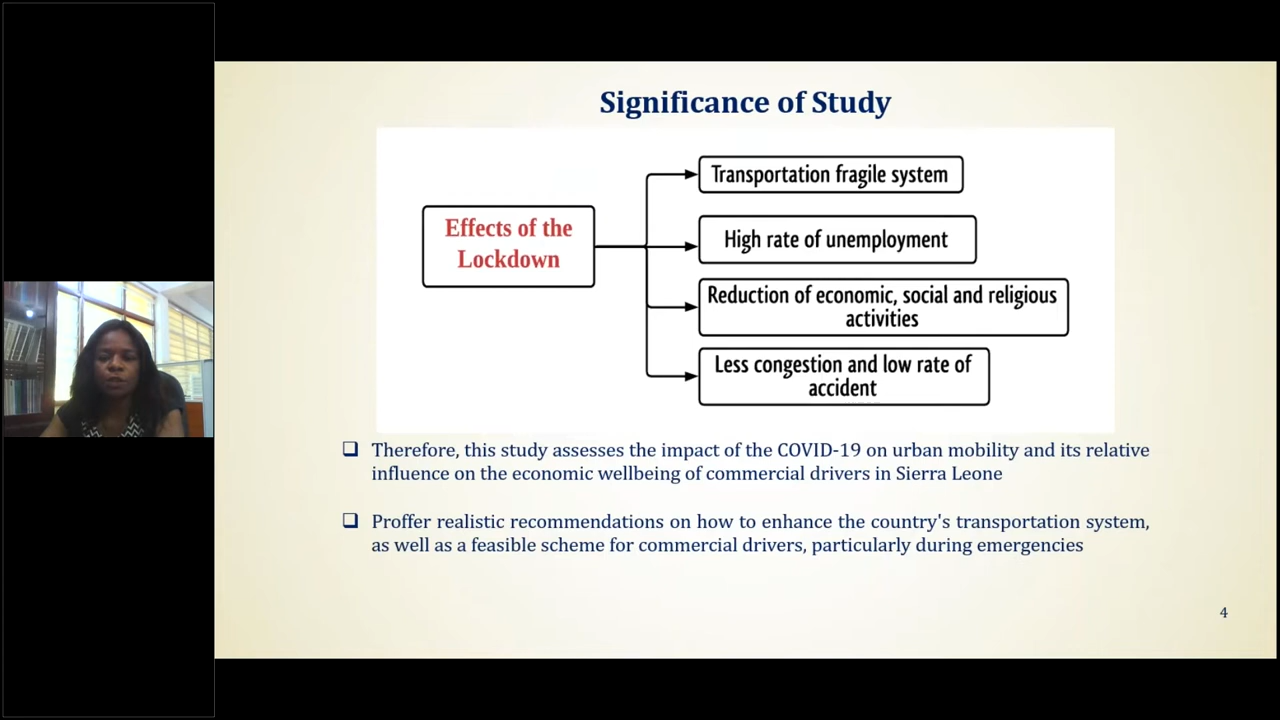 Significance of Study
Effects of the
Lockdown
Transportation fragile system
High rate of unemployment
Reduction of economic, social and religious
activities
Less congestion and low rate of
accident
Therefore, this study assesses the impact of the COVID-19 on urban mobility and its relative
influence on the economic wellbeing of commercial drivers in Sierra Leone
Proffer realistic recommendations on how to enhance the country's transportation system,
as well as a feasible scheme for commercial drivers, particularly during emergencies
4